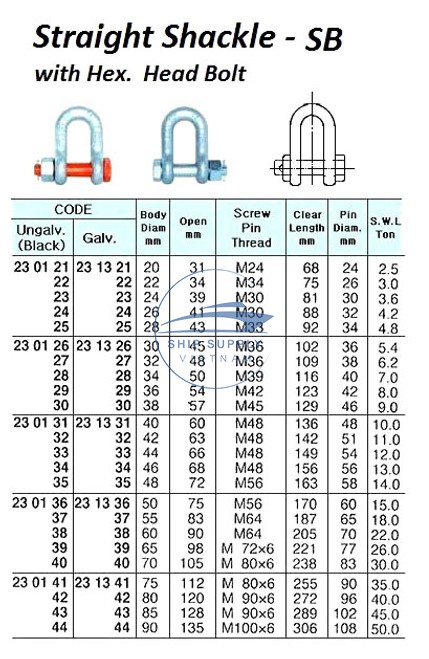 Straight Shackle - SB
with Hex. Head Bolt
CODE Body Diam mm Open mm Screw Pin Thread Clear Length mm Pin Diam. mm S.W.L Ton
Ungalv. (Black) Galv.
23 01 21 23 13 21 20 31 M24 68 24 2.5
22 22 22 34 M34 75 26 3.0
23 23 24 39 M30 81 30 3.6
24 24 26 41 M30 88 32 4.2
25 25 28 43 M33 92 34 4.8
23 01 26 23 13 26 30 45 M36 102 36 5.4
27 27 32 48 M36 109 38 6.2
28 28 34 50 M39 116 40 7.0
29 29 36 54 M42 123 42 8.0
30 30 38 57 M45 129 46 9.0
23 01 31 23 13 31 40 60 M48 136 48 10.0
32 32 42 63 M48 142 51 11.0
33 33 44 66 M48 149 54 12.0
34 34 46 68 M48 156 56 13.0
35 35 48 72 M56 163 58 14.0
23 01 36 23 13 36 50 75 M56 170 60 15.0
37 37 55 83 M64 187 65 18.0
38 38 60 90 M64 205 70 22.0
39 39 65 98 M 72×6 221 77 26.0
40 40 70 105 M 80×6 238 83 30.0
23 01 41 23 13 41 75 112 M 80×6 255 90 35.0
42 42 80 120 M 90×6 272 96 40.0
43 43 85 128 M 90×6 289 102 45.0
44 44 90 135 M100×6 306 108 50.0
SHIP SUPPLY
VIETNAM